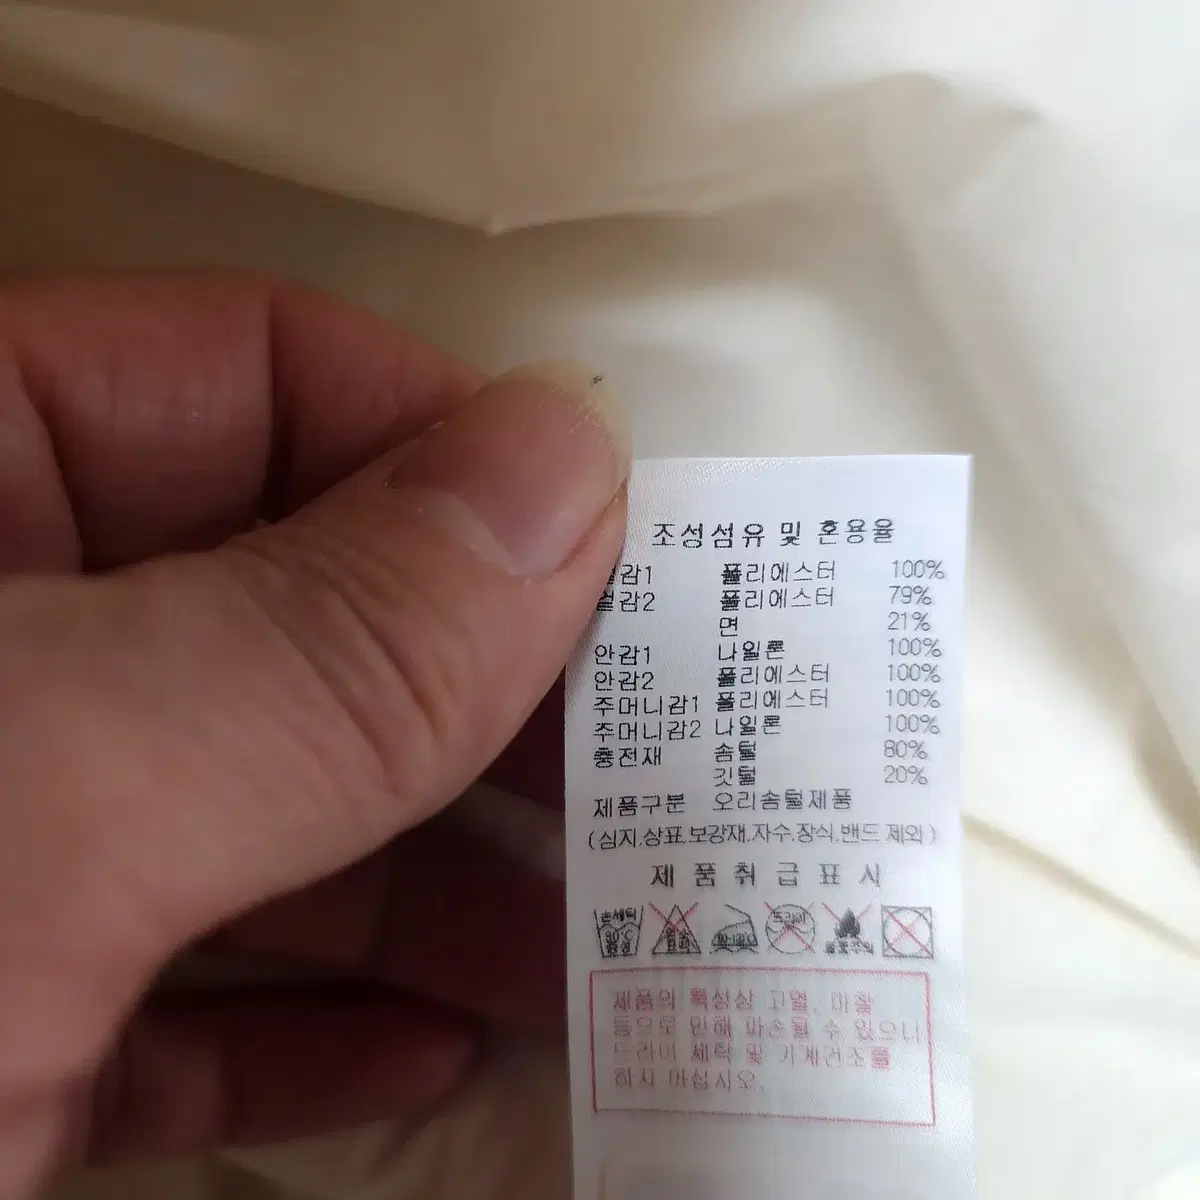 조성섬유 및 혼용율
감1 폴리에스터 100%
겉감2 폴리에스터 79%
면 21%
안감1 나일론 100%
안감2 폴리에스터 100%
주머니감1 폴리에스터 100%
주머니감2 나일론 100%
충전재 솜털 80%
깃털 20%
제품구분 오리솜털제품
(심지.상표.보강재.자수.장식.밴드 제외)
제 품 취 급 표 시
손세탁 30℃ 중성 드라이
제품의 특성상 고열, 마찰
등으로 인해 파손될 수 있으니
드라이 세탁 및 기계건조를
하지 마십시오.